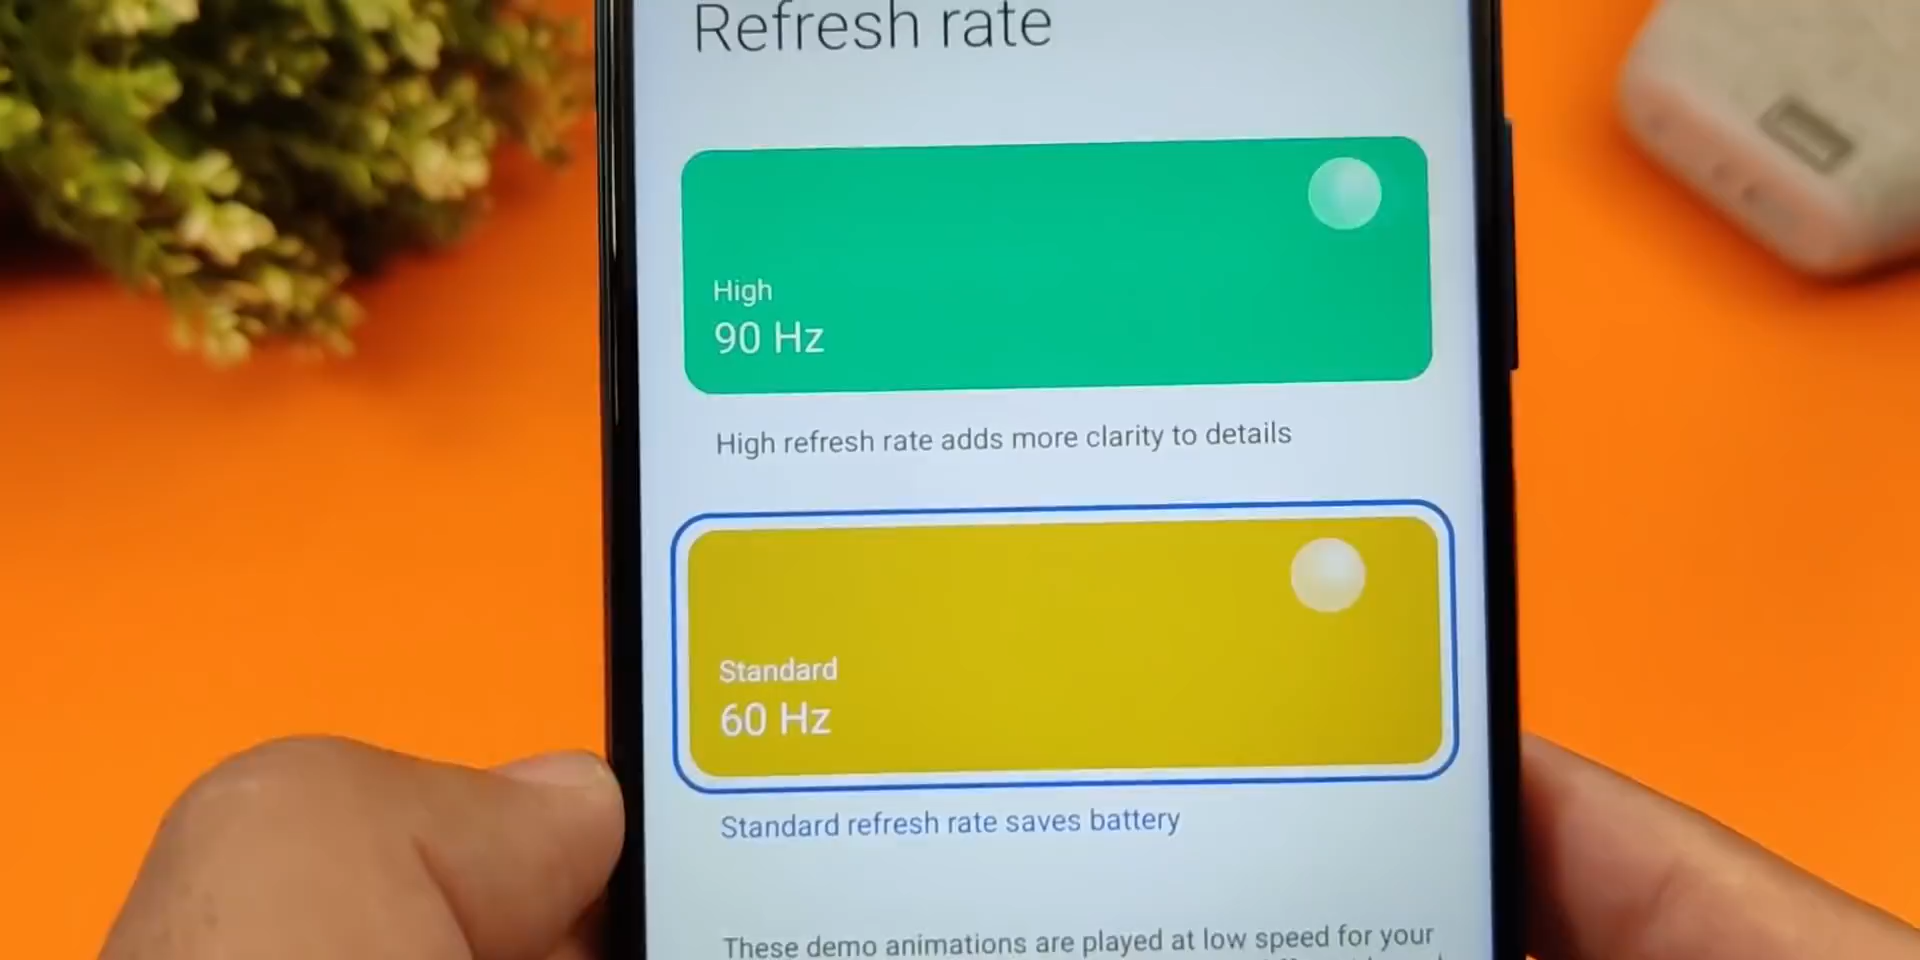 Refresh rate
High
90 Hz
High refresh rate adds more clarity to details
Standard
60 Hz
Standard refresh rate saves battery
These demo animations are played at low speed for your